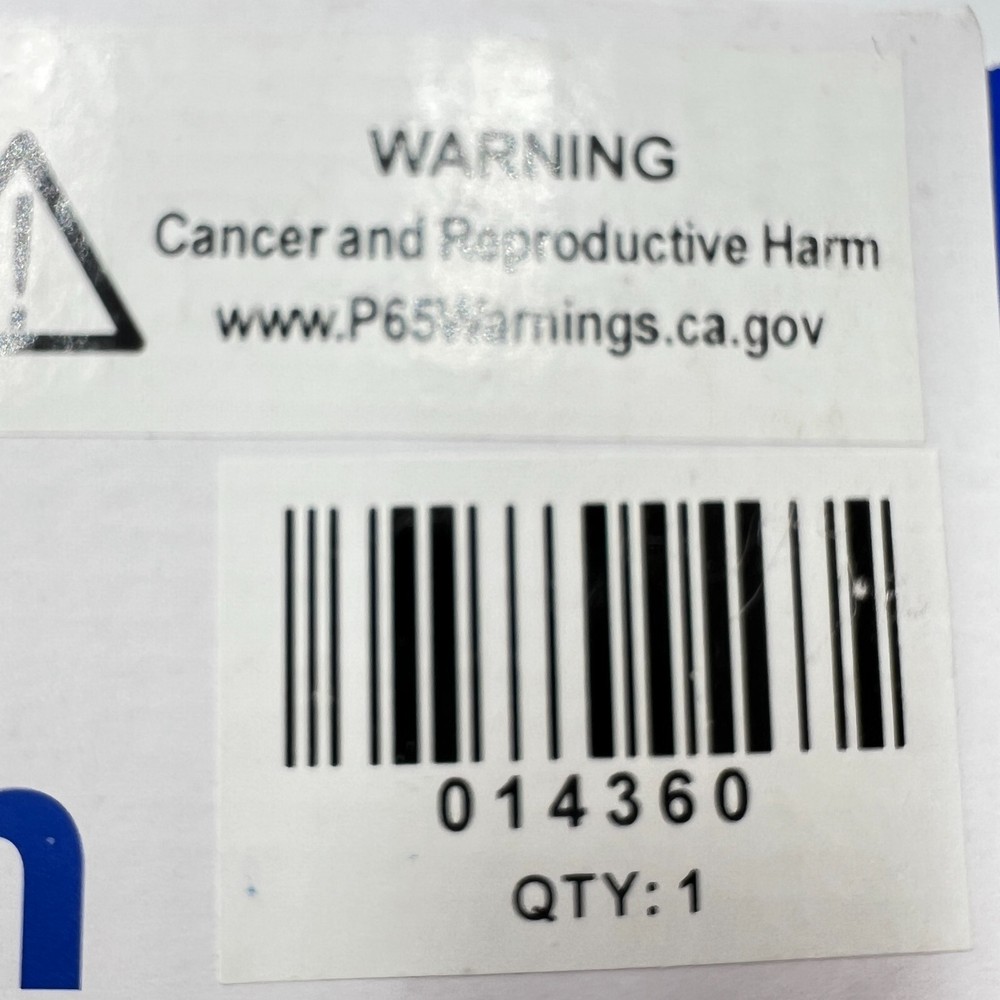 WARNING
Cancer and Reproductive Harm
www.P65Warnings.ca.gov
014360
QTY: 1